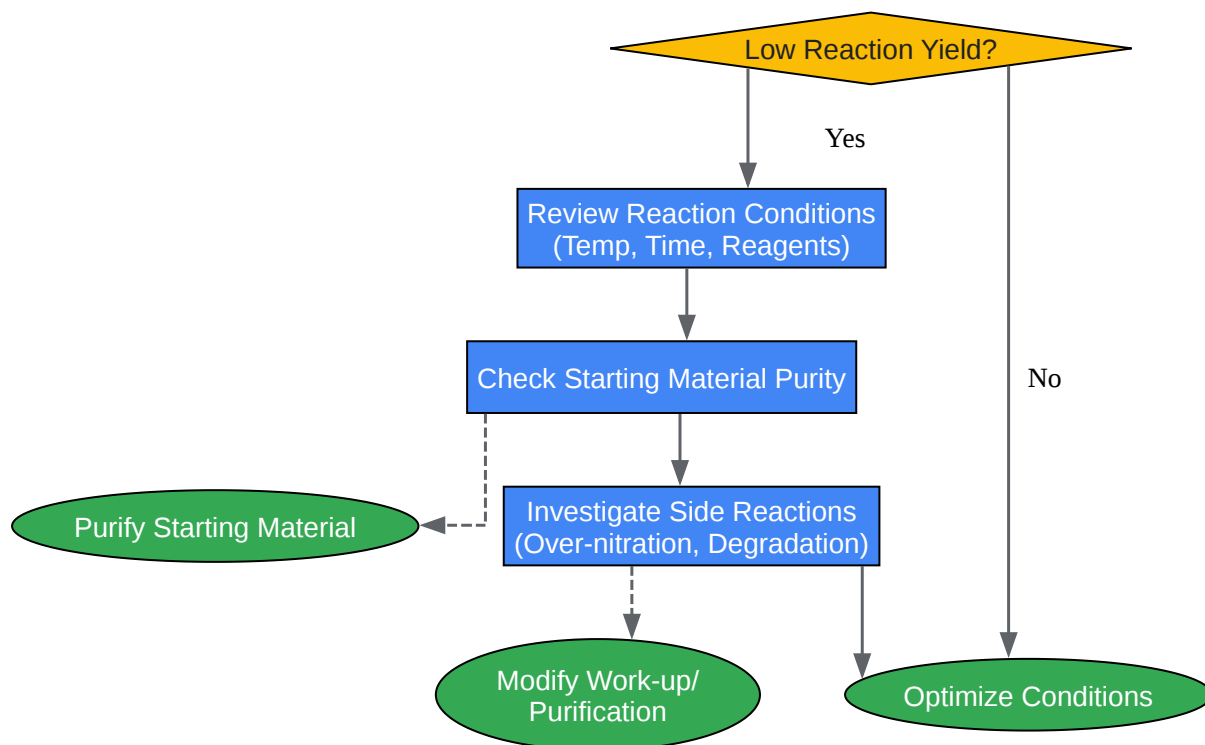 Low Reaction Yield?
Yes
Review Reaction Conditions
(Temp, Time, Reagents)
Check Starting Material Purity
No
Purify Starting Material
Investigate Side Reactions
(Over-nitration, Degradation)
Modify Work-up/
Purification
Optimize Conditions